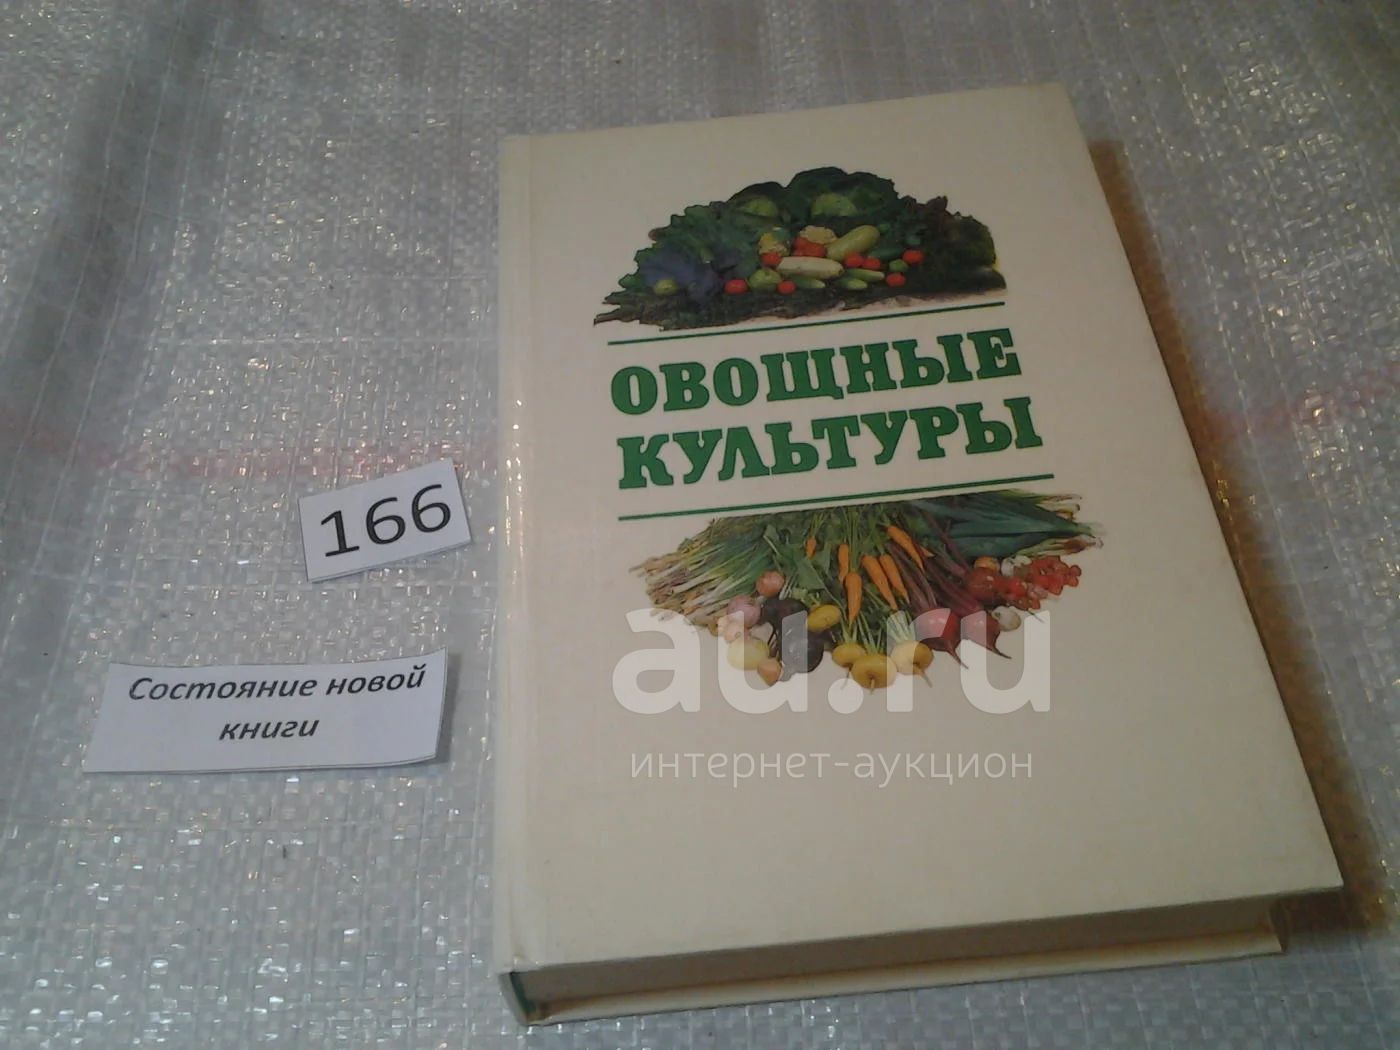 ОВОЩНЫЕ
КУЛЬТУРЫ
166
Состояние новой
книги
au.ru
интернет-аукцион